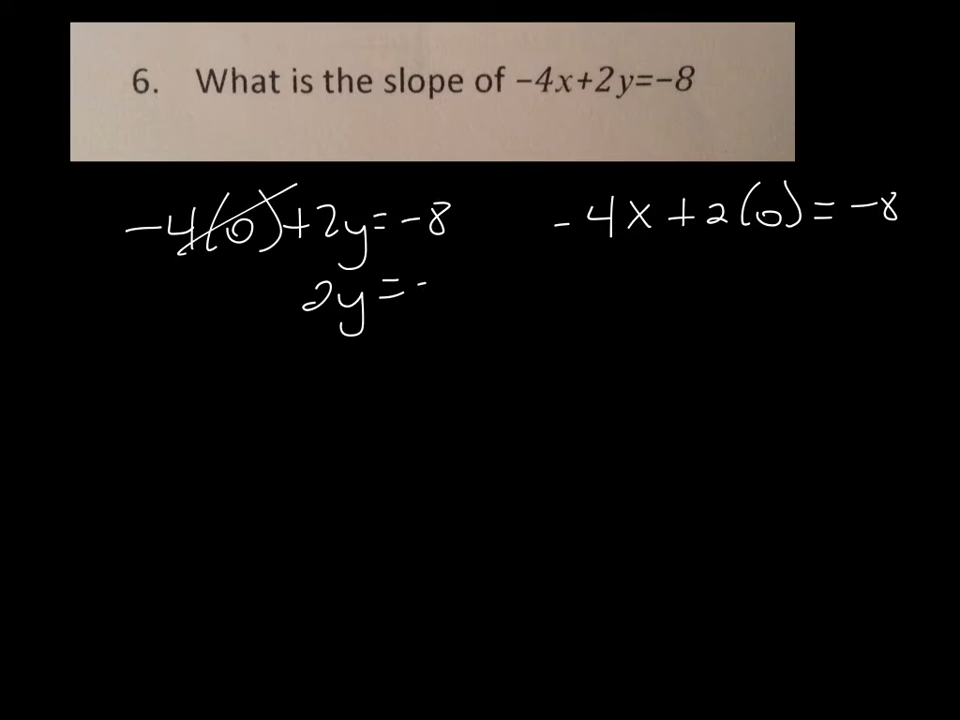 6. What is the slope of −4x+2y=−8
-4(0)+2y=-8
-4x+2(0)=-8
2y=-